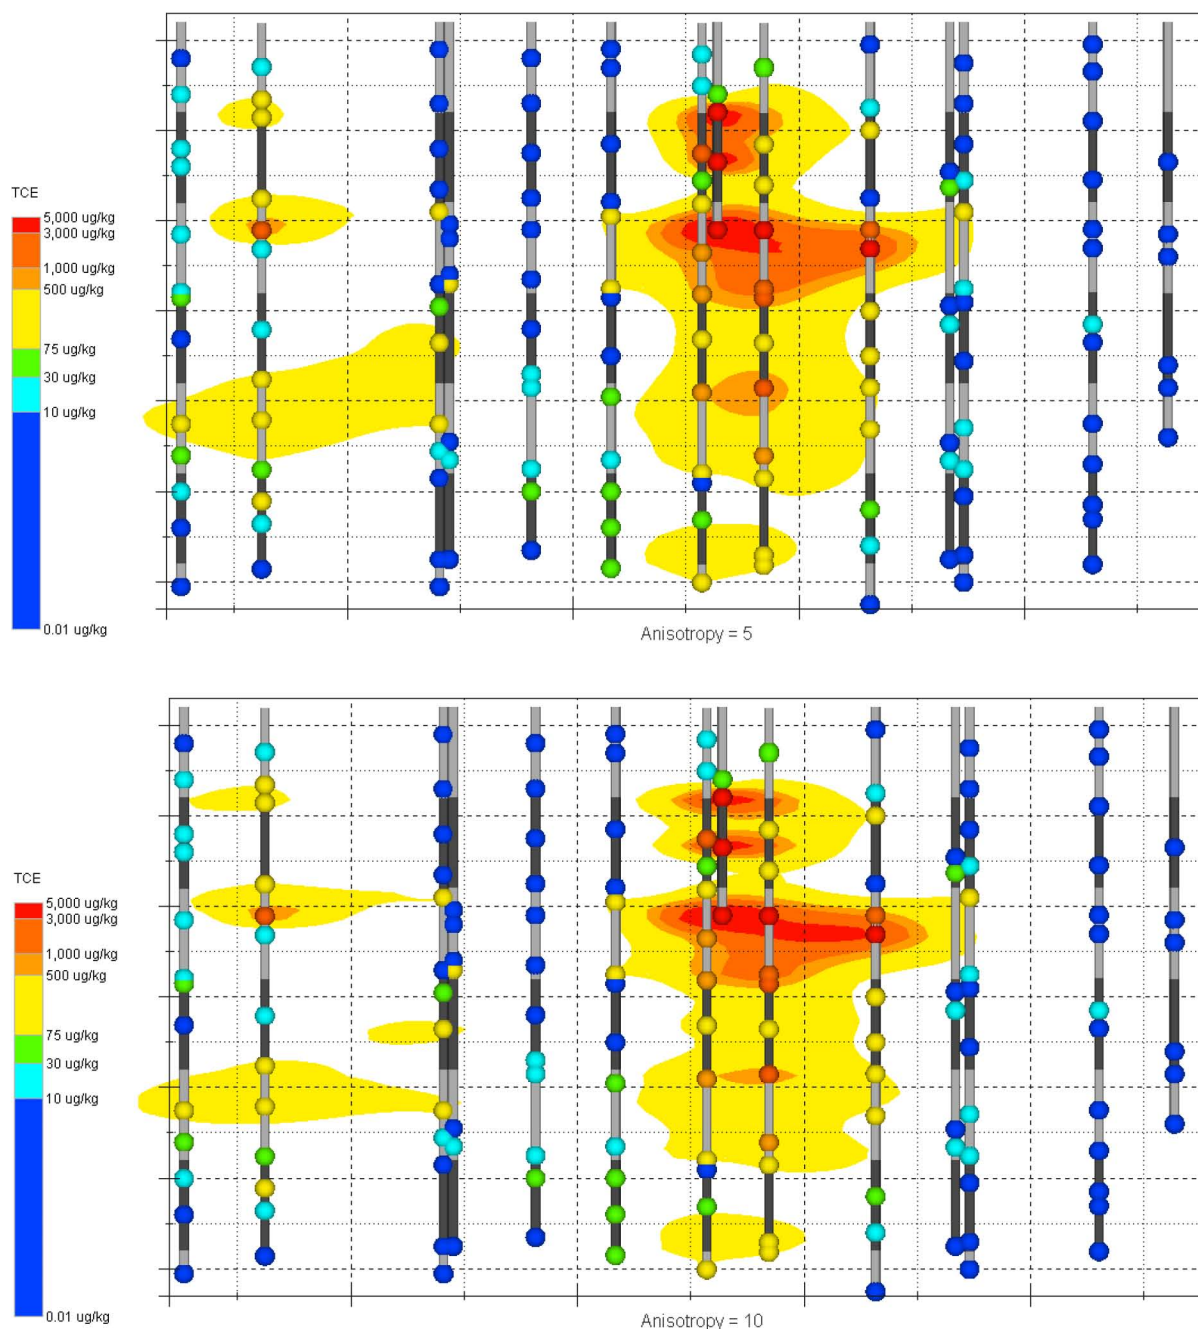 TCE
5,000 ug/kg
3,000 ug/kg
1,000 ug/kg
500 ug/kg
75 ug/kg
30 ug/kg
10 ug/kg
0.01 ug/kg
Anisotropy = 5
TCE
5,000 ug/kg
3,000 ug/kg
1,000 ug/kg
500 ug/kg
75 ug/kg
30 ug/kg
10 ug/kg
0.01 ug/kg
Anisotropy = 10